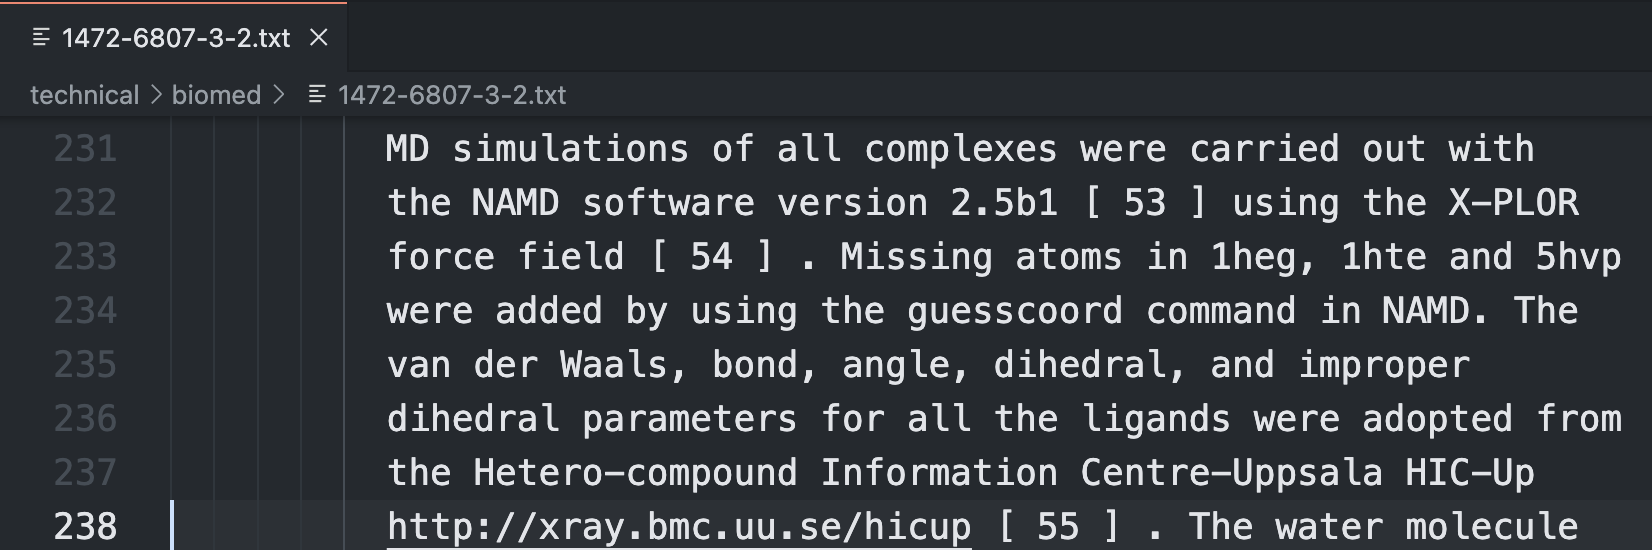 1472-6807-3-2.txt
technical > biomed > 1472-6807-3-2.txt
231 MD simulations of all complexes were carried out with
232 the NAMD software version 2.5b1 [ 53 ] using the X-PLOR
233 force field [ 54 ] . Missing atoms in 1heg, 1hte and 5hvp
234 were added by using the guesscoord command in NAMD. The
235 van der Waals, bond, angle, dihedral, and improper
236 dihedral parameters for all the ligands were adopted from
237 the Hetero-compound Information Centre-Uppsala HIC-Up
238 http://xray.bmc.uu.se/hicup [ 55 ] . The water molecule